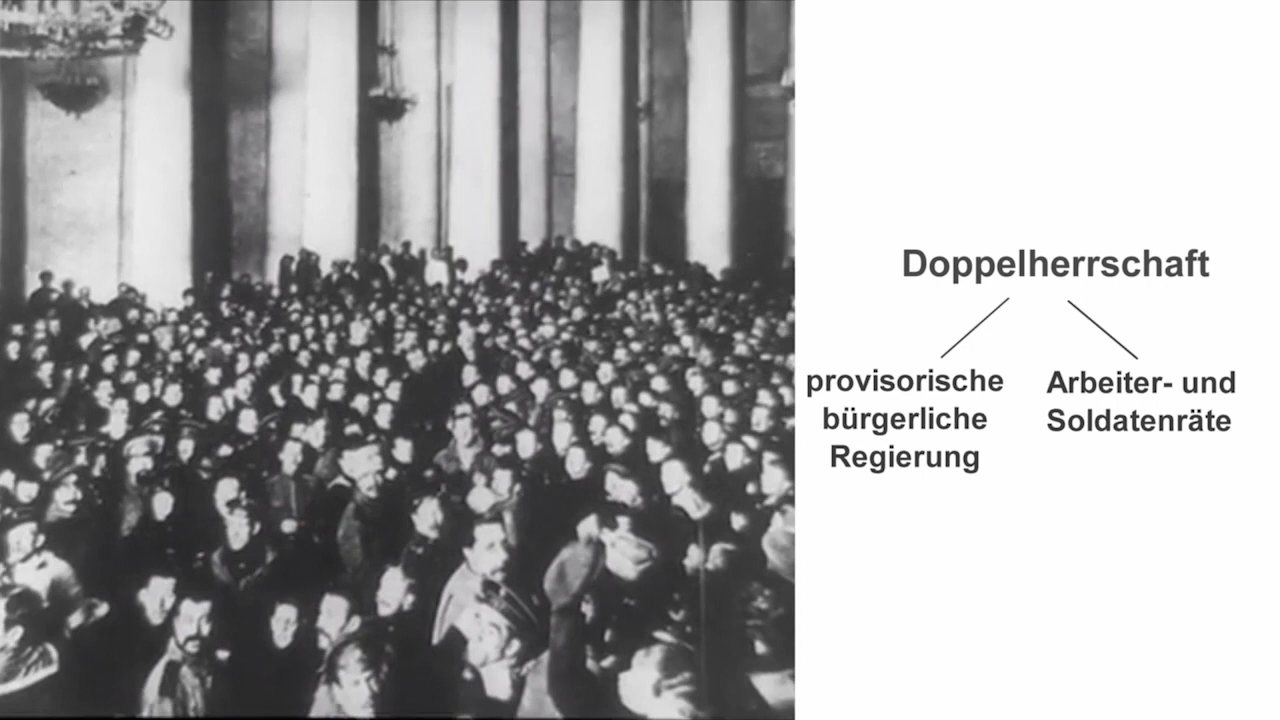 Doppelherrschaft
provisorische
bürgerliche
Regierung
Arbeiter- und
Soldatenräte